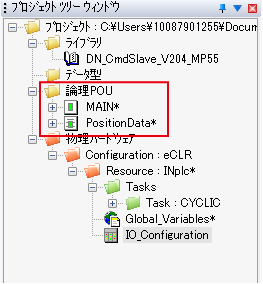 プロジェクト ツリー ウィンドウ
プロジェクト : C:¥Users¥10087901255¥Docum
ライブラリ
DN_CmdSlave_V204_MP55
データ型
論理POU
MAIN*
PositionData*
物理ハードウェア
Configuration : eCLR
Resource : INplc*
Tasks
Task : CYCLIC
Global_Variables*
IO_Configuration